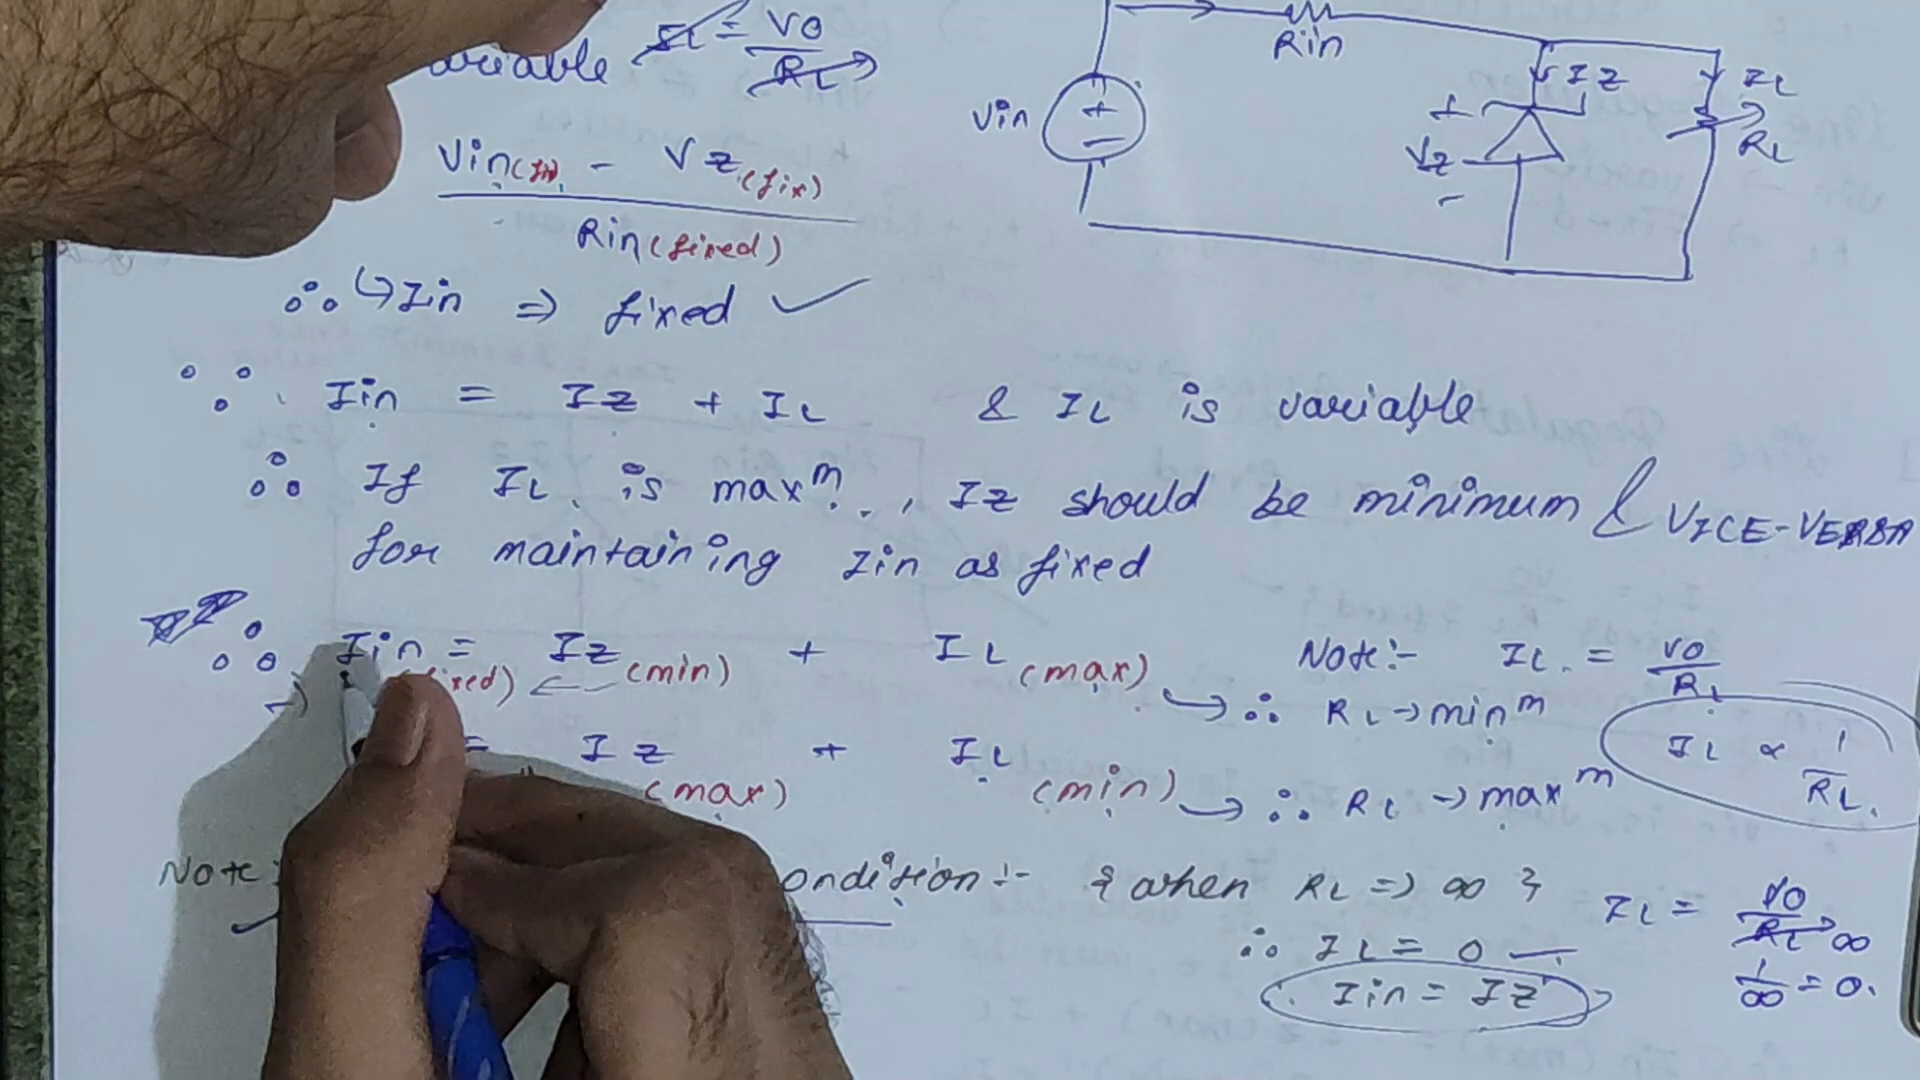 IL = VO
RL
Rin
IZ
IL
Vin
+
-
+
VZ
-
RL
Vin(fix) - VZ(fix)
Rin(fixed)
∴ ↳ Iin ⇒ fixed ✓
∵ Iin = IZ + IL & IL is variable
∴ If IL is maxᵐ, IZ should be minimum & VICE-VERSA
for maintaining Iin as fixed
∴ Iin = IZ(min) + IL(max) Note:- IL = VO/RL
↪ ∴ RL → minᵐ
= IZ(max) + IL(min) ↪ ∴ RL → maxᵐ
IL ∝ 1/RL.
Note: {when RL ⇒ ∞}
IL = VO/RL ∞
∴ IL = 0
1/∞ = 0.
∴ Iin = IZ